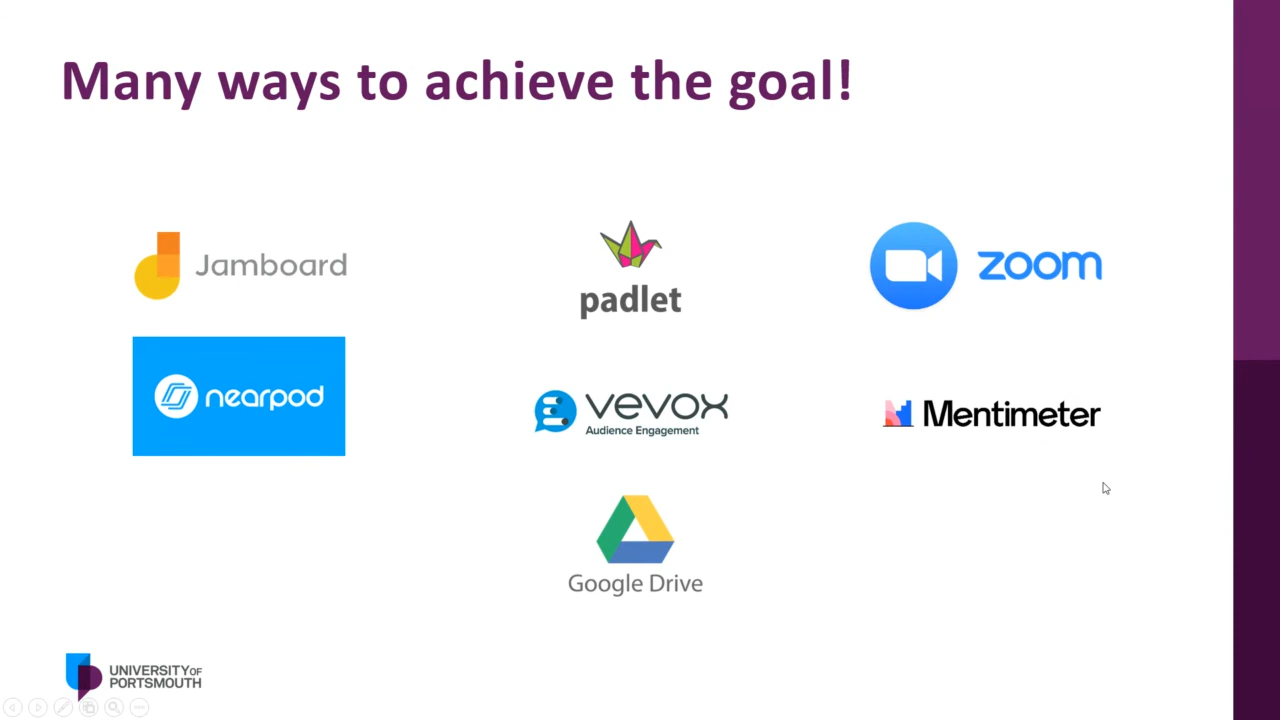 Many ways to achieve the goal!
Jamboard
padlet
zoom
nearpod
vevox
Audience Engagement
Mentimeter
Google Drive
UNIVERSITY OF
PORTSMOUTH